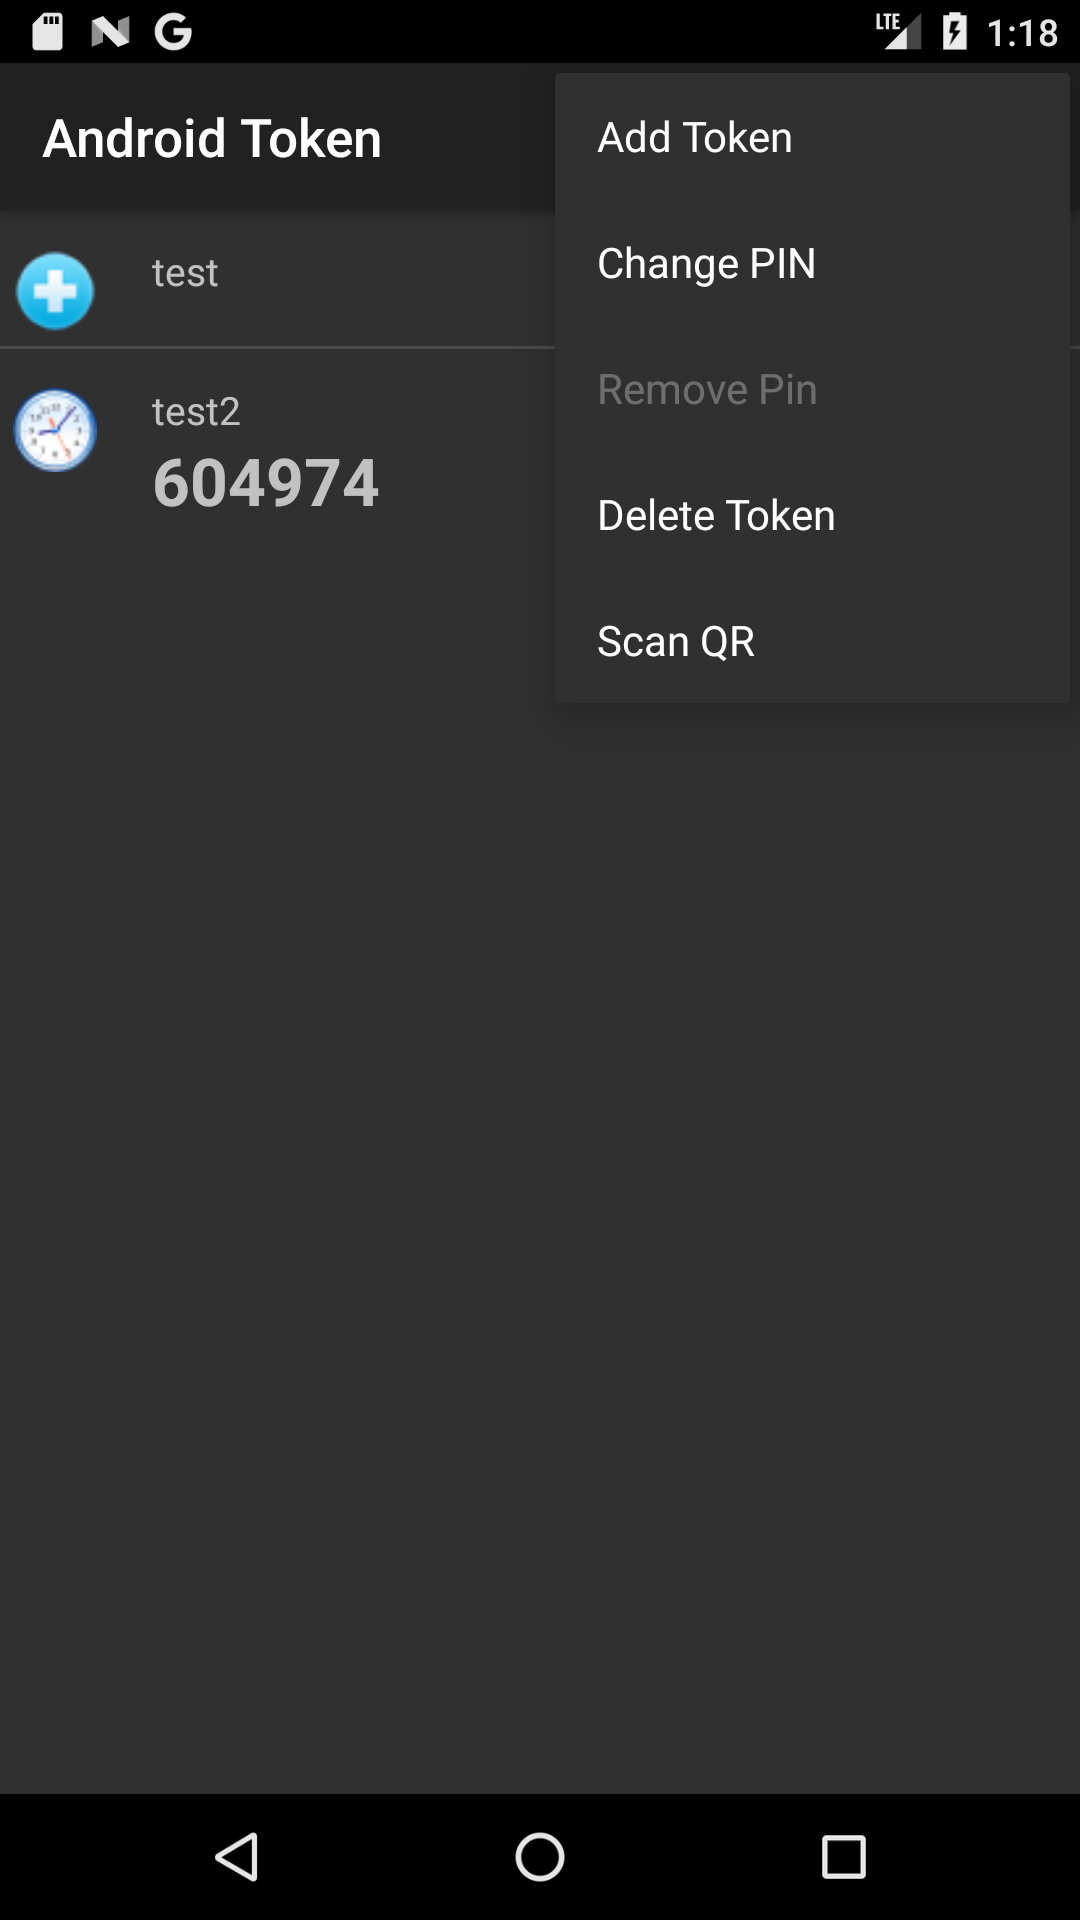 LTE 1:18
Android Token
Add Token
Change PIN
Remove Pin
Delete Token
Scan QR
test
test2
604974